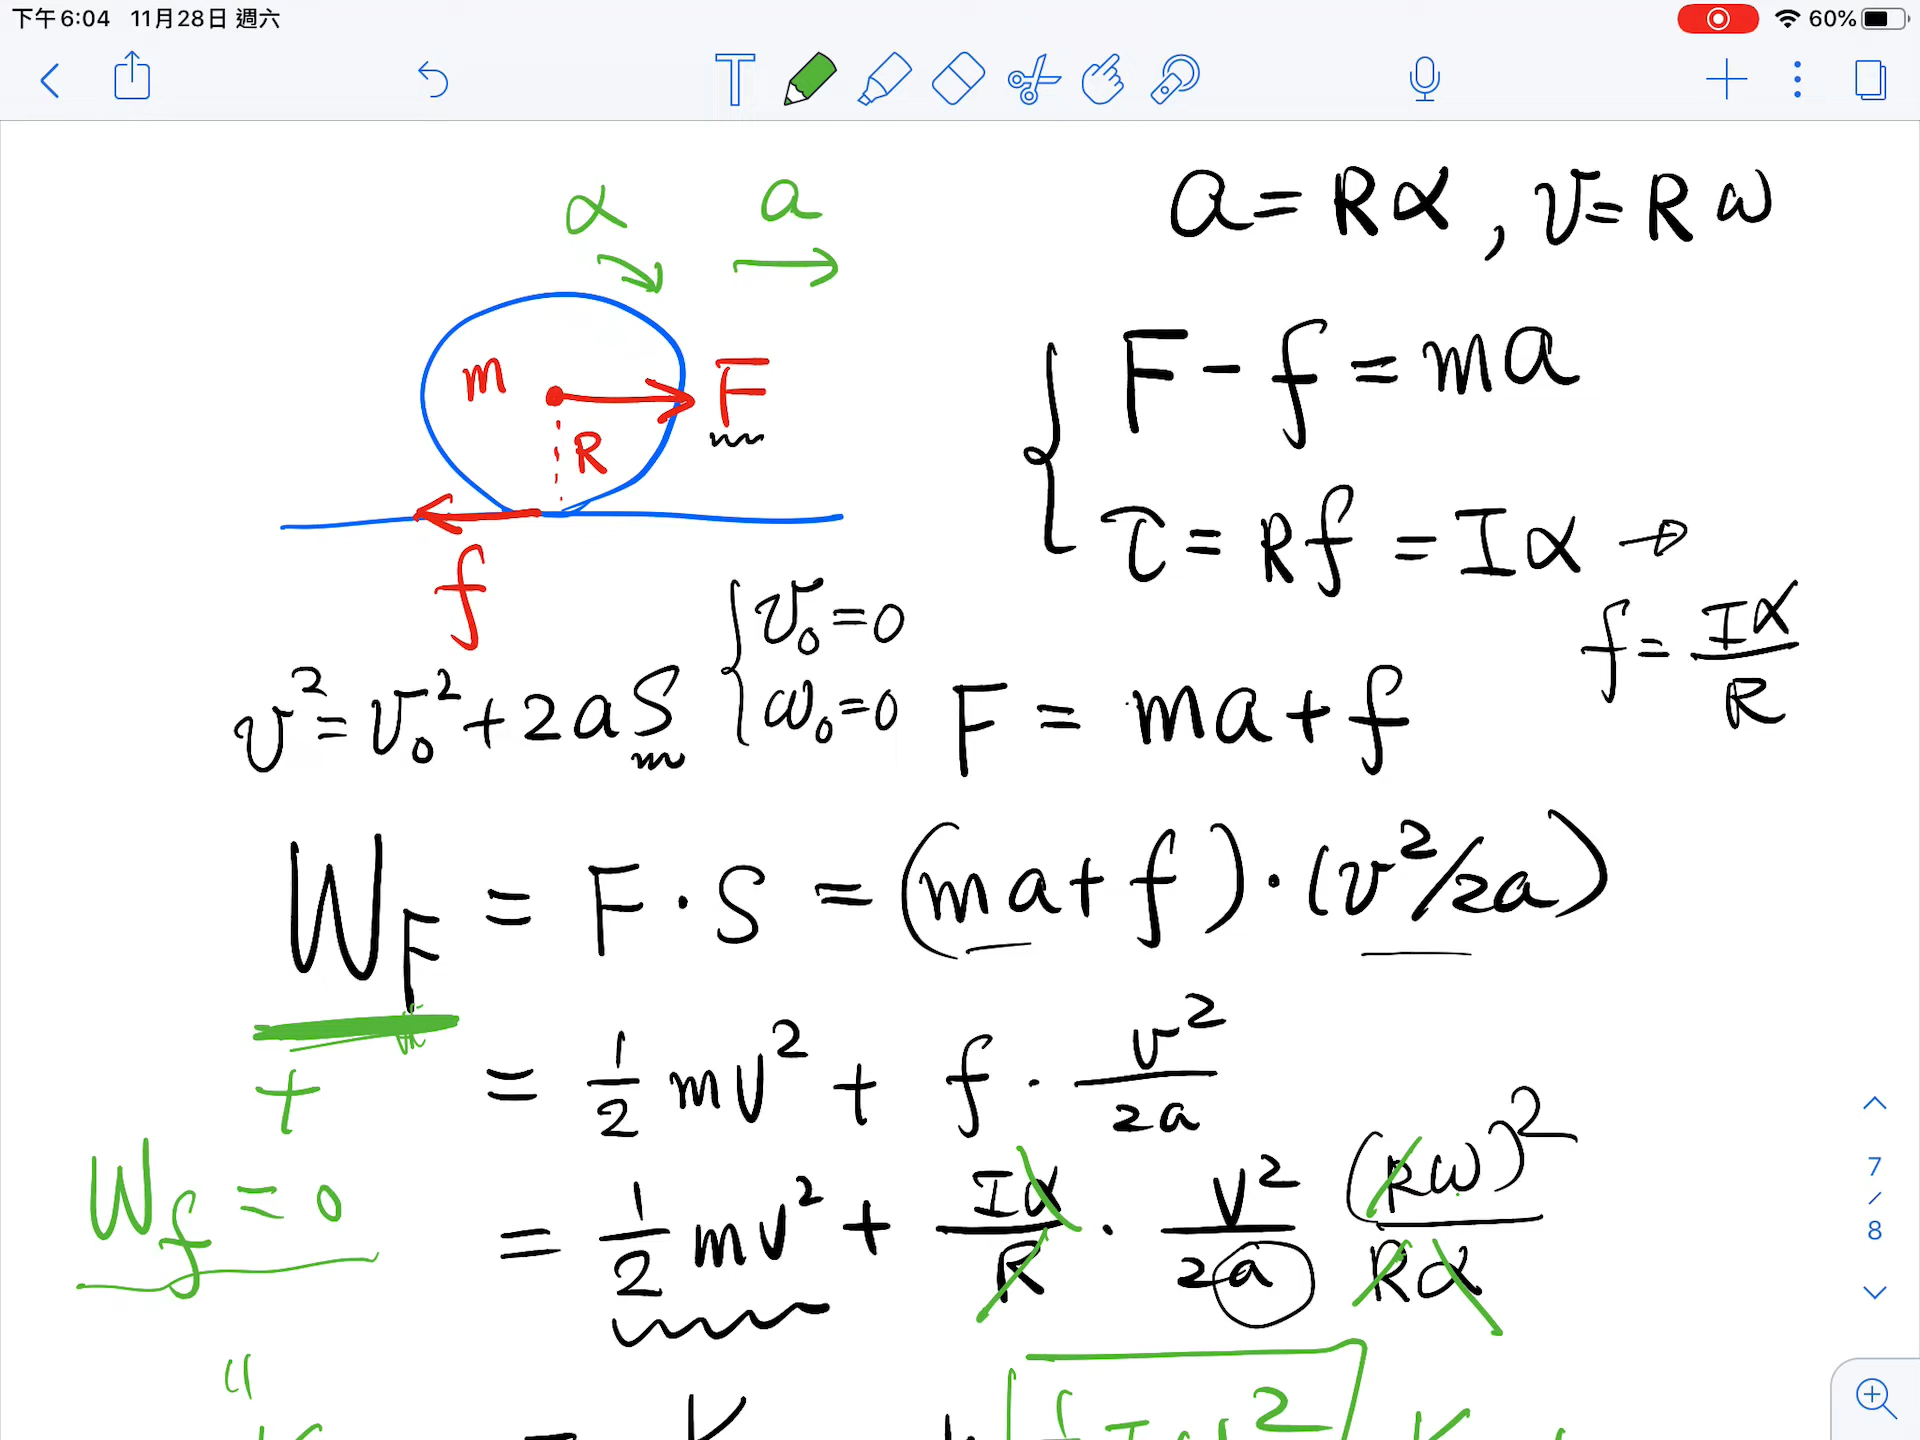 下午6:04 11月28日 週六 60%
T
α a
a = Rα , v = Rω
m F
R
F - f = ma
τ = Rf = Iα →
f
f = Iα / R
v₀ = 0
ω₀ = 0
v² = v₀² + 2aS
F = ma + f
W_F = F · S = (ma + f) · (v²/2a)
+
= 1/2 mv² + f · v²/2a
W_f = 0
= 1/2 mv² + Iα/R · v²/2a (Rω)²/Rα
7
/
8
"